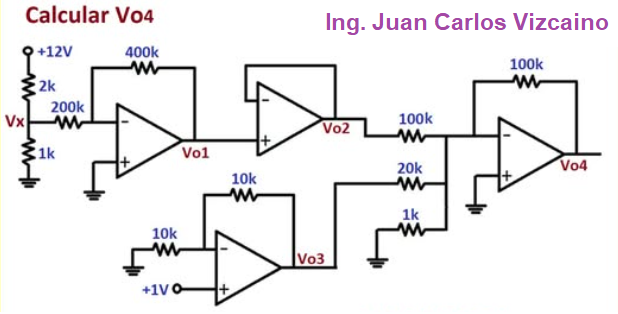 Calcular Vo4
Ing. Juan Carlos Vizcaino
+12V
2k
Vx
200k
1k
400k
-
+
Vo1
-
+
Vo2
10k
10k
-
+
+1V
Vo3
100k
20k
1k
100k
-
+
Vo4